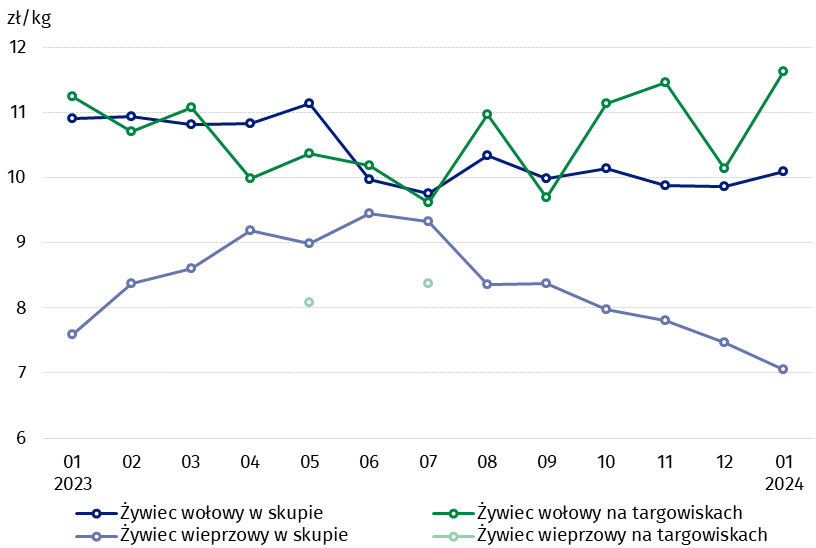 zł/kg
12
11
10
9
8
7
6
01 02 03 04 05 06 07 08 09 10 11 12 01
2023 2024
Żywiec wołowy w skupie Żywiec wołowy na targowiskach
Żywiec wieprzowy w skupie Żywiec wieprzowy na targowiskach